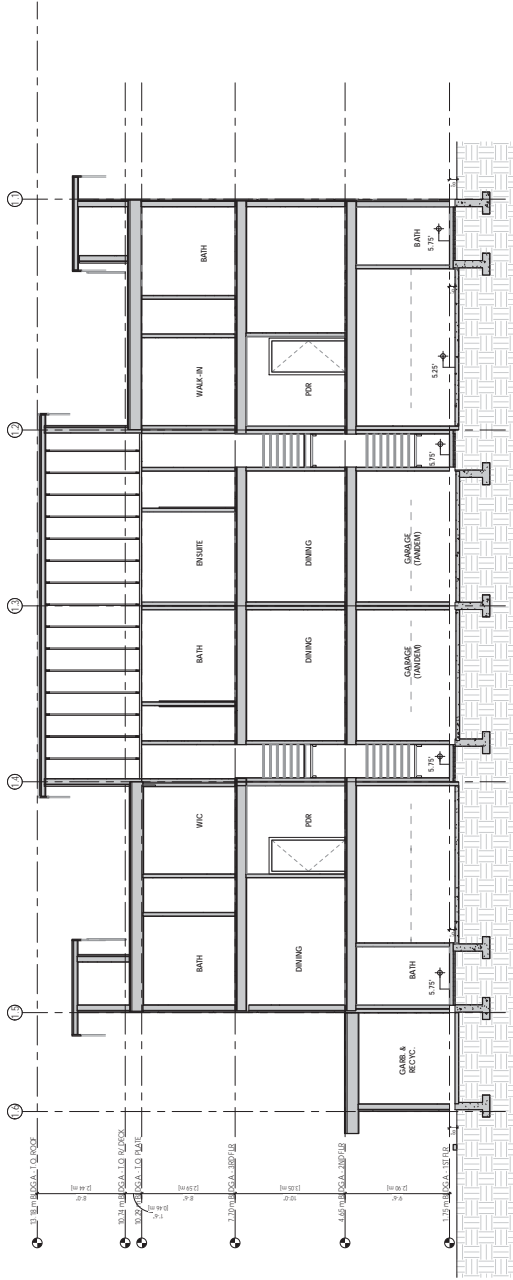 1.6
1.5
1.4
1.3
1.2
1.1
13.18 m BLDG A - T.O. ROOF
8'-0"
[2.44 m]
10.74 m BLDG A - T.O. R/ DECK
1'-6"
[0.46 m]
10.29 m BLDG A - T.O. PLATE
8'-6"
[2.59 m]
7.70 m BLDG A - 3RD FLR
10'-0"
[3.05 m]
4.65 m BLDG A - 2ND FLR
9'-6"
[2.90 m]
1.75 m BLDG A - 1ST FLR
BATH
WIC
BATH
ENSUITE
WALK-IN
BATH
DINING
PDR
DINING
DINING
PDR
GARB. &
RECYC.
BATH
5.75'
5.75'
GARAGE
(TANDEM)
GARAGE
(TANDEM)
5.75'
5.25'
BATH
5.75'